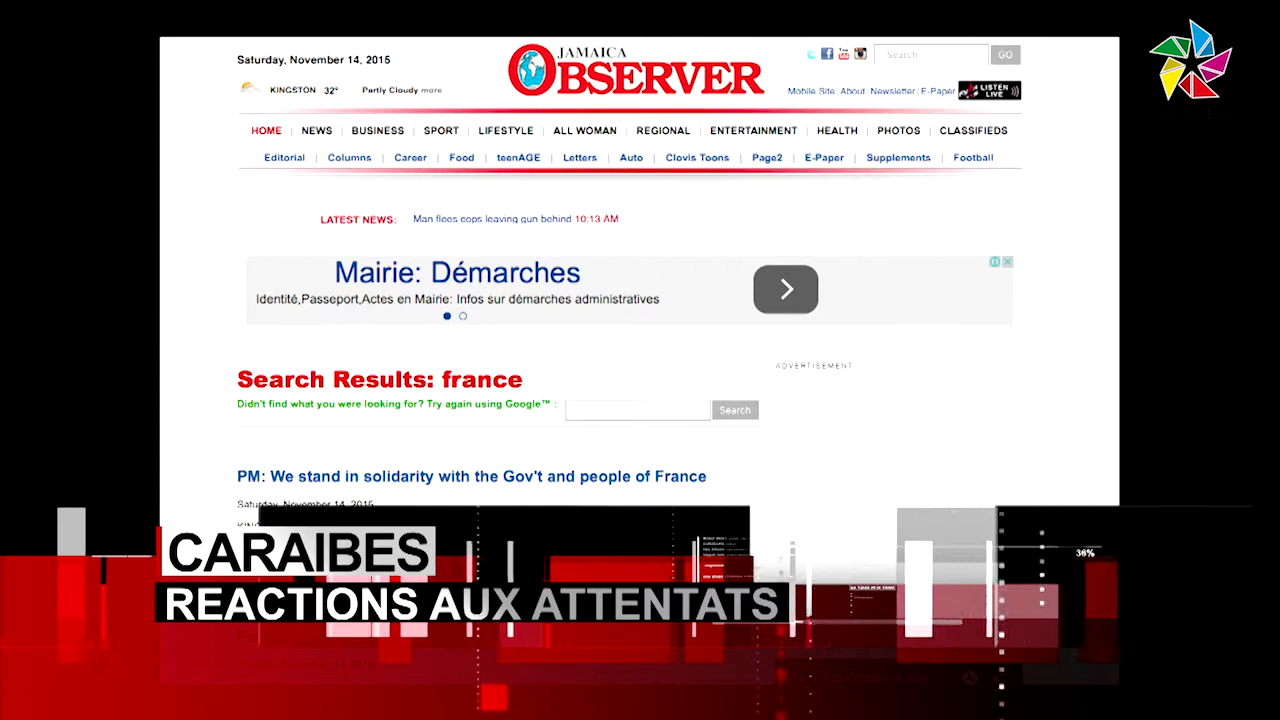 Saturday, November 14, 2015
JAMAICA
OBSERVER
Search GO
KINGSTON 32° Partly Cloudy more
Mobile Site | About Newsletter | E-Paper LISTEN LIVE
HOME | NEWS | BUSINESS | SPORT | LIFESTYLE | ALL WOMAN | REGIONAL | ENTERTAINMENT | HEALTH | PHOTOS | CLASSIFIEDS
Editorial | Columns | Career | Food | teenAGE | Letters | Auto | Clovis Toons | Page2 | E-Paper | Supplements | Football
LATEST NEWS: Man flees cops leaving gun behind 10:13 AM
Mairie: Démarches
Identité,Passeport,Actes en Mairie: Infos sur démarches administratives
ADVERTISEMENT
Search Results: france
Didn't find what you were looking for? Try again using Google™ : Search
PM: We stand in solidarity with the Gov't and people of France
Saturday, November 14, 2015
CARAIBES
36%
REACTIONS AUX ATTENTATS
Saturday, November 14, 2015